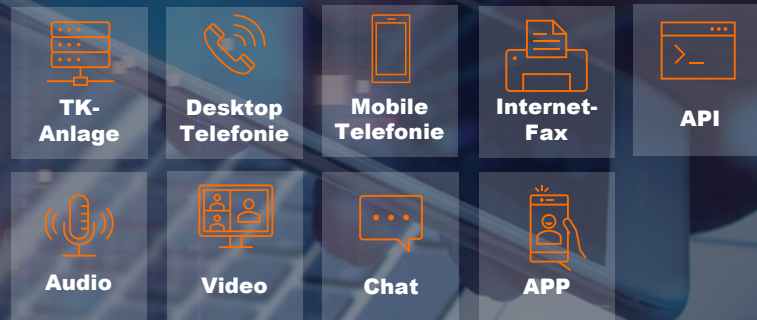 TK-
Anlage
Desktop
Telefonie
Mobile
Telefonie
Internet-
Fax
API
Audio
Video
Chat
APP